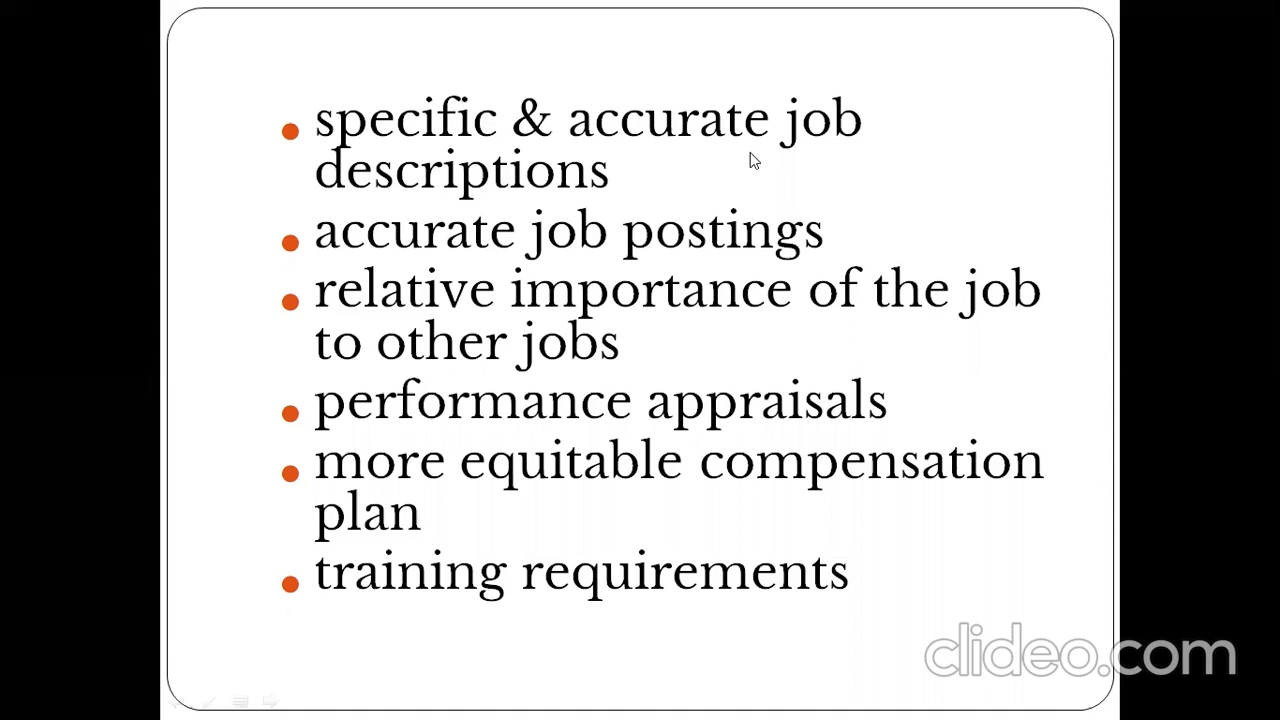 specific & accurate job
descriptions
accurate job postings
relative importance of the job
to other jobs
performance appraisals
more equitable compensation
plan
training requirements
clideo.com